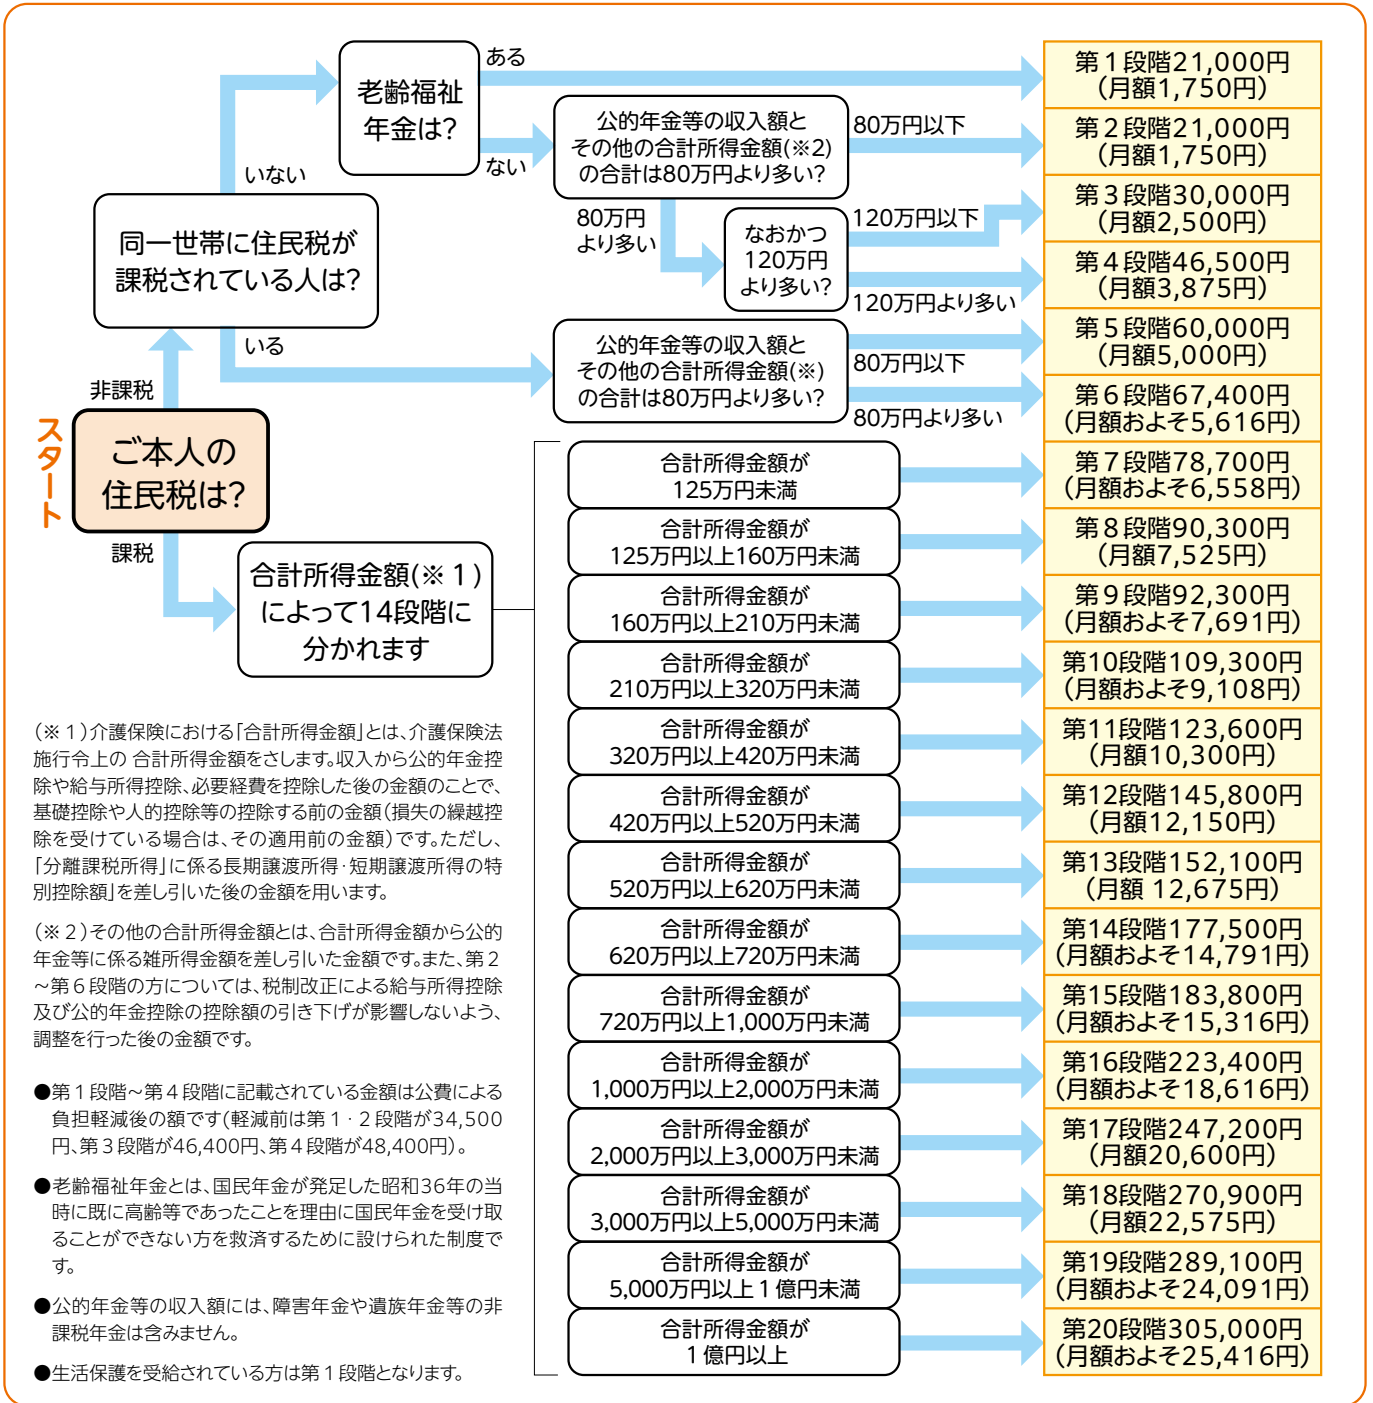 スタート
ご本人の
住民税は?
非課税
課税
同一世帯に住民税が
課税されている人は?
いない
いる
老齢福祉
年金は?
ある
ない
公的年金等の収入額と
その他の合計所得金額(※2)
の合計は80万円より多い?
80万円以下
80万円
より多い
なおかつ
120万円
より多い?
120万円以下
120万円より多い
公的年金等の収入額と
その他の合計所得金額(※)
の合計は80万円より多い?
80万円以下
80万円より多い
合計所得金額(※1)
によって14段階に
分かれます
合計所得金額が
125万円未満
合計所得金額が
125万円以上160万円未満
合計所得金額が
160万円以上210万円未満
合計所得金額が
210万円以上320万円未満
合計所得金額が
320万円以上420万円未満
合計所得金額が
420万円以上520万円未満
合計所得金額が
520万円以上620万円未満
合計所得金額が
620万円以上720万円未満
合計所得金額が
720万円以上1,000万円未満
合計所得金額が
1,000万円以上2,000万円未満
合計所得金額が
2,000万円以上3,000万円未満
合計所得金額が
3,000万円以上5,000万円未満
合計所得金額が
5,000万円以上1億円未満
合計所得金額が
1億円以上
第1段階21,000円
(月額1,750円)
第2段階21,000円
(月額1,750円)
第3段階30,000円
(月額2,500円)
第4段階46,500円
(月額3,875円)
第5段階60,000円
(月額5,000円)
第6段階67,400円
(月額およそ5,616円)
第7段階78,700円
(月額およそ6,558円)
第8段階90,300円
(月額7,525円)
第9段階92,300円
(月額およそ7,691円)
第10段階109,300円
(月額およそ9,108円)
第11段階123,600円
(月額10,300円)
第12段階145,800円
(月額12,150円)
第13段階152,100円
(月額 12,675円)
第14段階177,500円
(月額およそ14,791円)
第15段階183,800円
(月額およそ15,316円)
第16段階223,400円
(月額およそ18,616円)
第17段階247,200円
(月額20,600円)
第18段階270,900円
(月額22,575円)
第19段階289,100円
(月額およそ24,091円)
第20段階305,000円
(月額およそ25,416円)
(※1)介護保険における「合計所得金額」とは、介護保険法
施行令上の 合計所得金額をさします。収入から公的年金控
除や給与所得控除、必要経費を控除した後の金額のことで、
基礎控除や人的控除等の控除する前の金額(損失の繰越控
除を受けている場合は、その適用前の金額)です。ただし、
「分離課税所得」に係る長期譲渡所得・短期譲渡所得の特
別控除額」を差し引いた後の金額を用います。
(※2)その他の合計所得金額とは、合計所得金額から公的
年金等に係る雑所得金額を差し引いた金額です。また、第2
~第6段階の方については、税制改正による給与所得控除
及び公的年金控除の控除額の引き下げが影響しないよう、
調整を行った後の金額です。
●第1段階~第4段階に記載されている金額は公費による
負担軽減後の額です(軽減前は第1・2段階が34,500
円、第3段階が46,400円、第4段階が48,400円)。
●老齢福祉年金とは、国民年金が発足した昭和36年の当
時に既に高齢等であったことを理由に国民年金を受け取
ることができない方を救済するために設けられた制度で
す。
●公的年金等の収入額には、障害年金や遺族年金等の非
課税年金は含みません。
●生活保護を受給されている方は第1段階となります。